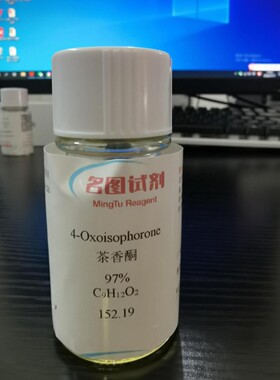 名图试剂
MingTu Reagent
4-Oxoisophorone
茶香酮
97%
C₉H₁₂O₂
152.19